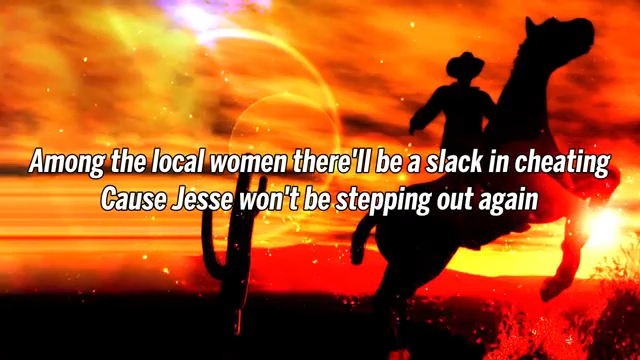 Among the local women there'll be a slack in cheating
Cause Jesse won't be stepping out again